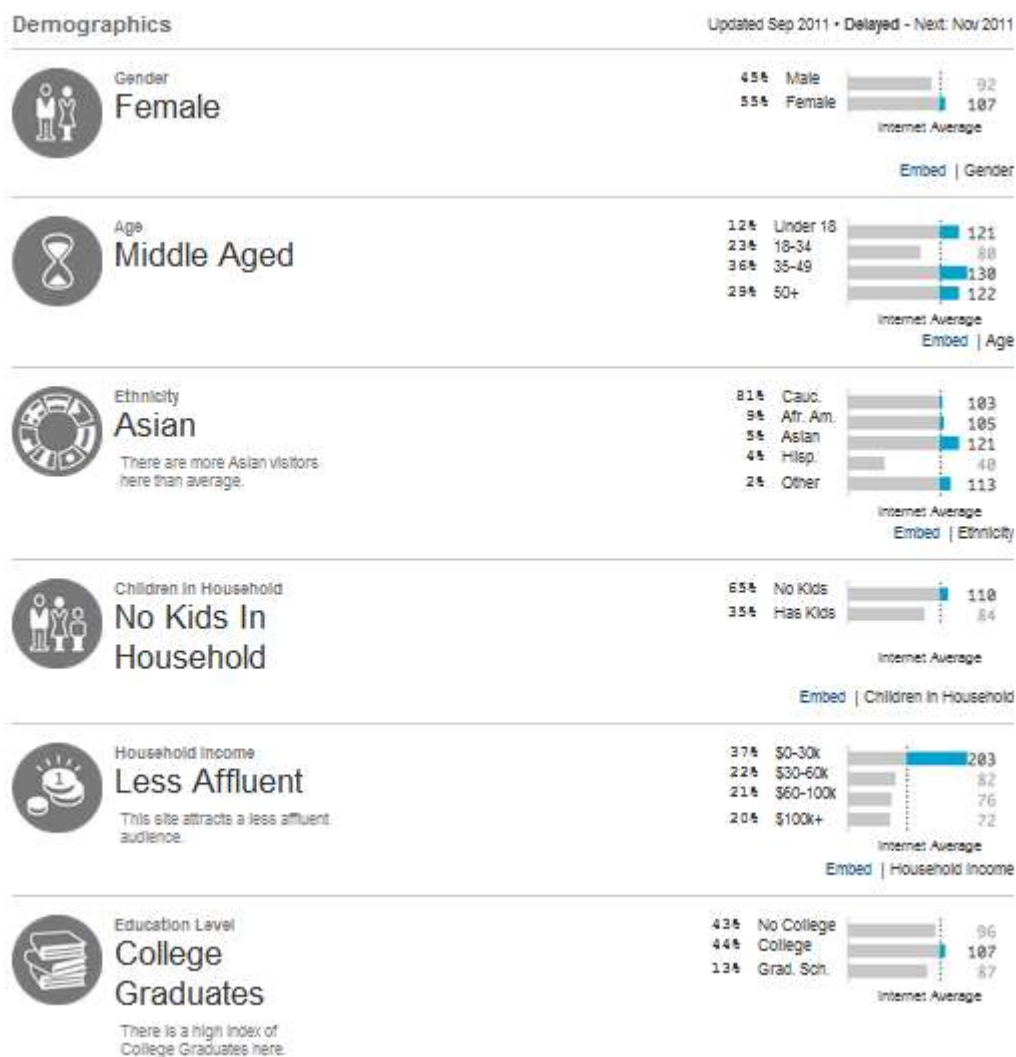 Demographics Updated Sep 2011 • Delayed - Next: Nov 2011
Gender
Female
45% Male 92
55% Female 107
Internet Average
Embed | Gender
Age
Middle Aged
12% Under 18 121
23% 18-34 80
36% 35-49 130
29% 50+ 122
Internet Average
Embed | Age
Ethnicity
Asian
There are more Asian visitors
here than average.
81% Cauc. 103
9% Afr. Am. 105
5% Asian 121
4% Hisp. 40
2% Other 113
Internet Average
Embed | Ethnicity
Children in Household
No Kids In
Household
65% No Kids 110
35% Has Kids 84
Internet Average
Embed | Children in Household
Household Income
Less Affluent
This site attracts a less affluent
audience.
37% $0-30k 203
22% $30-60k 82
21% $60-100k 76
20% $100k+ 72
Internet Average
Embed | Household Income
Education Level
College
Graduates
There is a high index of
College Graduates here.
43% No College 96
44% College 107
13% Grad. Sch. 87
Internet Average
1